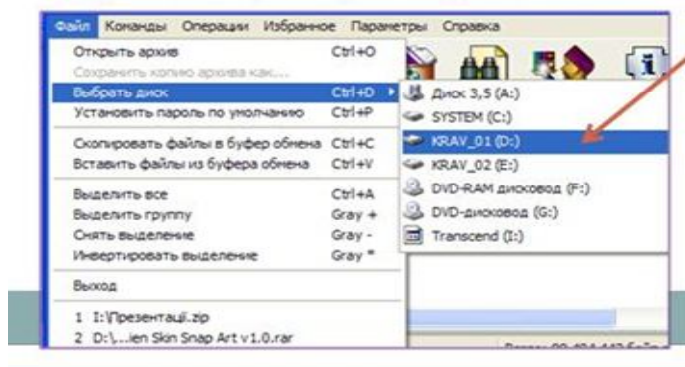 Файл Команды Операции Избранное Параметры Справка
Открыть архив Ctrl+O
Сохранить копию архива как...
Выбрать диск Ctrl+D
Установить пароль по умолчанию Ctrl+P
Скопировать файлы в буфер обмена Ctrl+C
Вставить файлы из буфера обмена Ctrl+V
Выделить все Ctrl+A
Выделить группу Gray +
Снять выделение Gray -
Инвертировать выделение Gray *
Выход
1 I:\Презентації.zip
2 D:\...ien Skin Snap Art v1.0.rar
Диск 3,5 (A:)
SYSTEM (C:)
KRAV_01 (D:)
KRAV_02 (E:)
DVD-RAM дисковод (F:)
DVD-дисковод (G:)
Transcend (I:)